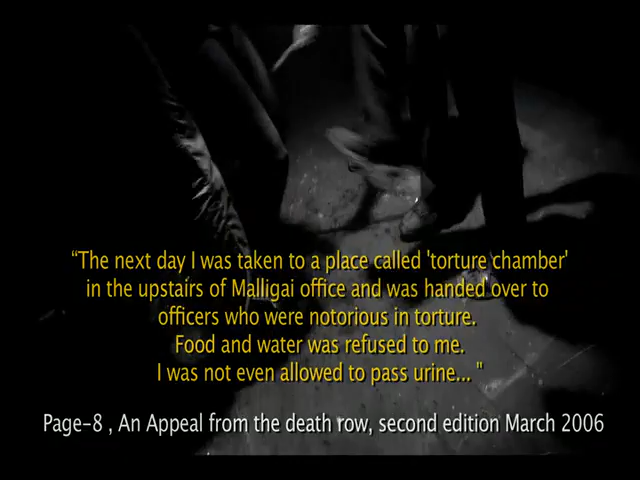 “The next day I was taken to a place called 'torture chamber'
in the upstairs of Malligai office and was handed over to
officers who were notorious in torture.
Food and water was refused to me.
I was not even allowed to pass urine... "
Page-8 , An Appeal from the death row, second edition March 2006